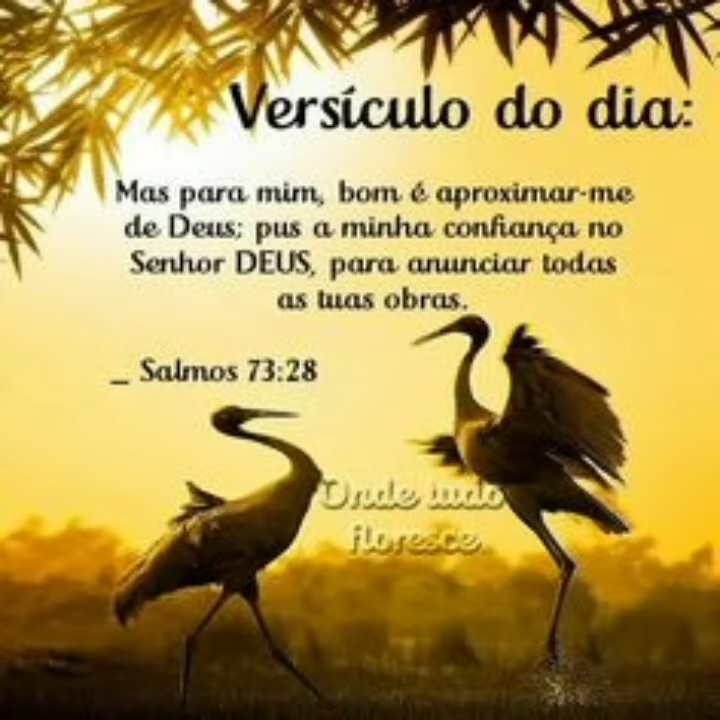 Versículo do dia:
Mas para mim, bom é aproximar-me
de Deus; pus a minha confiança no
Senhor DEUS, para anunciar todas
as tuas obras.
_ Salmos 73:28
Onde tudo
floresce